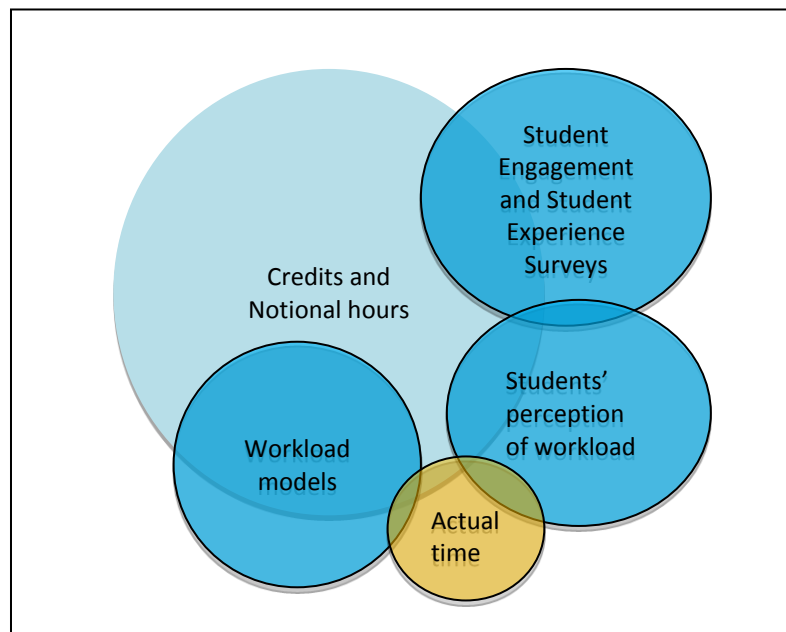 Student
Engagement
and Student
Experience
Surveys
Credits and
Notional hours
Students’
perception
of workload
Workload
models
Actual
time